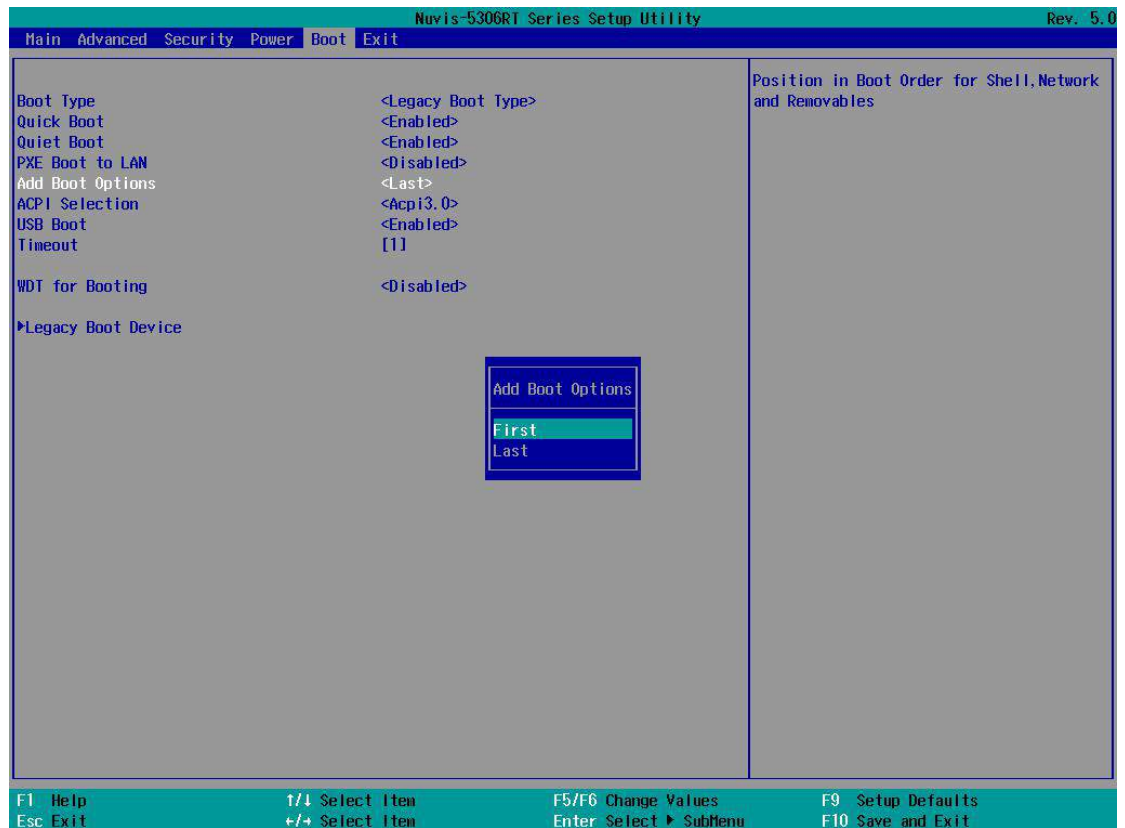 Nuvis-5306RT Series Setup Utility Rev. 5.0
Main Advanced Security Power Boot Exit
Boot Type <Legacy Boot Type>
Quick Boot <Enabled>
Quiet Boot <Enabled>
PXE Boot to LAN <Disabled>
Add Boot Options <Last>
ACPI Selection <Acpi3.0>
USB Boot <Enabled>
Timeout [1]
WDT for Booting <Disabled>
▶Legacy Boot Device
Position in Boot Order for Shell,Network
and Removables
Add Boot Options
First
Last
F1 Help ↑/↓ Select Item F5/F6 Change Values F9 Setup Defaults
Esc Exit ←/→ Select Item Enter Select ▶ SubMenu F10 Save and Exit